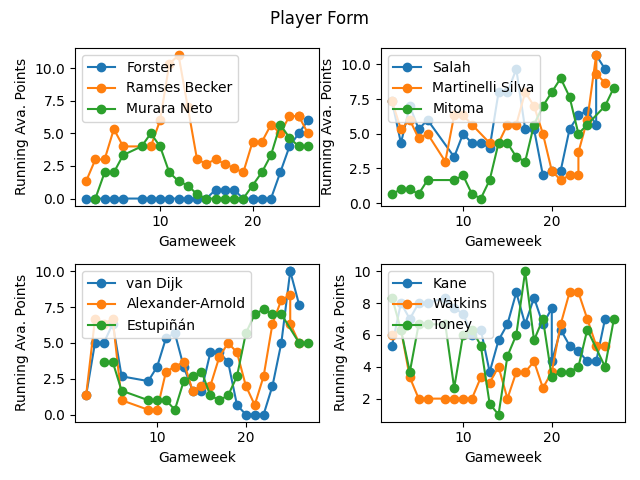 Player Form
Running Ava. Points
10.0
7.5
5.0
2.5
0.0
Forster
Ramses Becker
Murara Neto
10
20
Gameweek
Running Ava. Points
10.0
7.5
5.0
2.5
0.0
Salah
Martinelli Silva
Mitoma
10
20
Gameweek
Running Ava. Points
10.0
7.5
5.0
2.5
0.0
van Dijk
Alexander-Arnold
Estupiñán
10
20
Gameweek
Running Ava. Points
10
8
6
4
2
Kane
Watkins
Toney
10
20
Gameweek